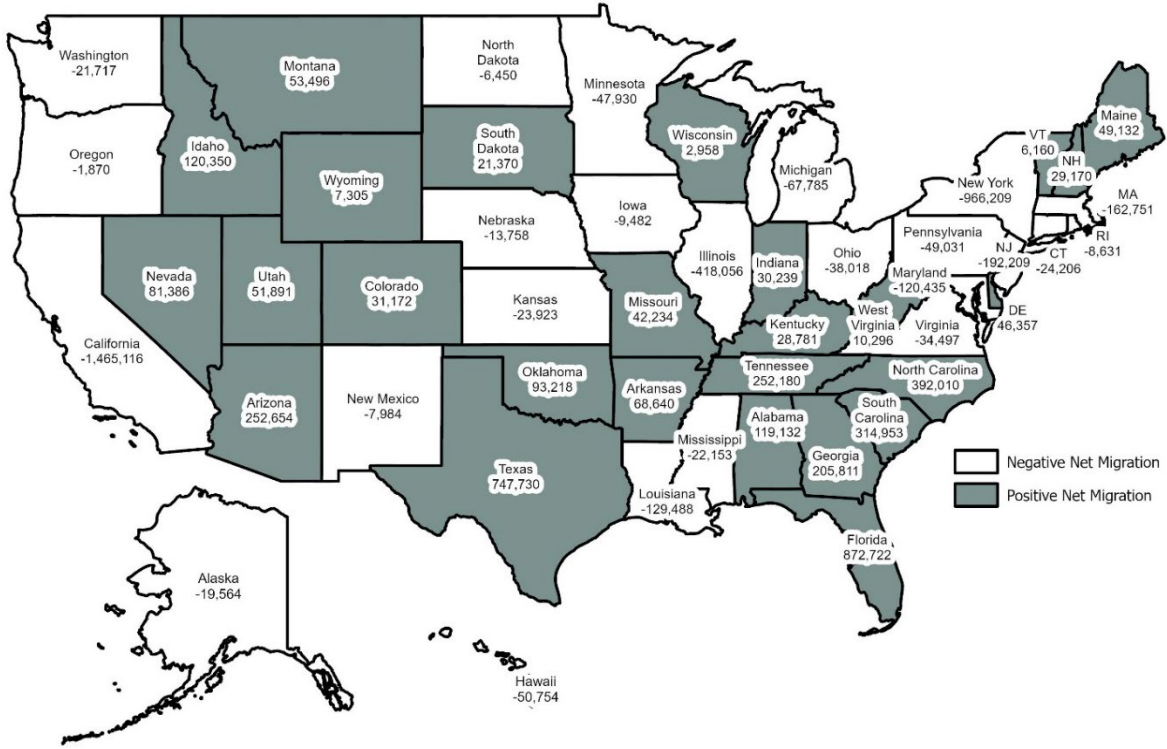 Washington
-21,717
Montana
53,496
North
Dakota
-6,450
Minnesota
-47,930
Maine
49,132
VT
6,160
NH
29,170
Oregon
-1,870
Idaho
120,350
South
Dakota
21,370
Wisconsin
2,958
Michigan
-67,785
New York
-966,209
MA
-162,751
Wyoming
7,305
Nebraska
-13,758
Iowa
-9,482
Pennsylvania
-49,031
RI
-8,631
NJ
-192,209
CT
-24,206
Nevada
81,386
Utah
51,891
Colorado
31,172
Kansas
-23,923
Missouri
42,234
Illinois
-418,056
Indiana
30,239
Ohio
-38,018
Maryland
-120,435
DE
46,357
West
Virginia
10,296
Virginia
-34,497
Kentucky
28,781
California
-1,465,116
Arizona
252,654
New Mexico
-7,984
Oklahoma
93,218
Arkansas
68,640
Tennessee
252,180
North Carolina
392,010
South
Carolina
314,953
Texas
747,730
Mississippi
-22,153
Alabama
119,132
Georgia
205,811
Louisiana
-129,488
Florida
872,722
Alaska
-19,564
Hawaii
-50,754
Negative Net Migration
Positive Net Migration